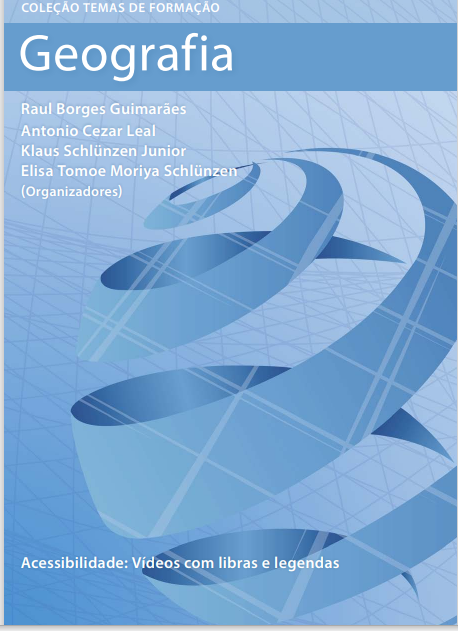 COLEÇÃO TEMAS DE FORMAÇÃO
Geografia
Raul Borges Guimarães
Antonio Cezar Leal
Klaus Schlünzen Junior
Elisa Tomoe Moriya Schlünzen
(Organizadores)
Acessibilidade: Vídeos com libras e legendas